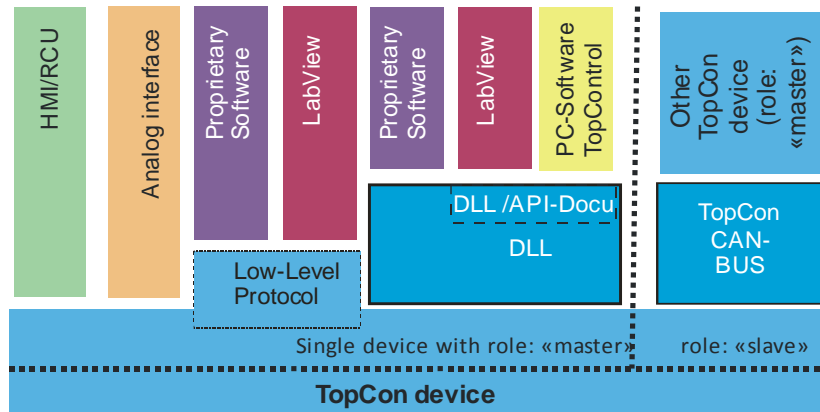 HMI/RCU
Analog interface
Proprietary
Software
LabView
Proprietary
Software
LabView
PC-Software
TopControl
Other
TopCon
device
(role:
«master»)
Low-Level
Protocol
DLL /API-Docu
DLL
TopCon
CAN-
BUS
Single device with role: «master»
role: «slave»
TopCon device